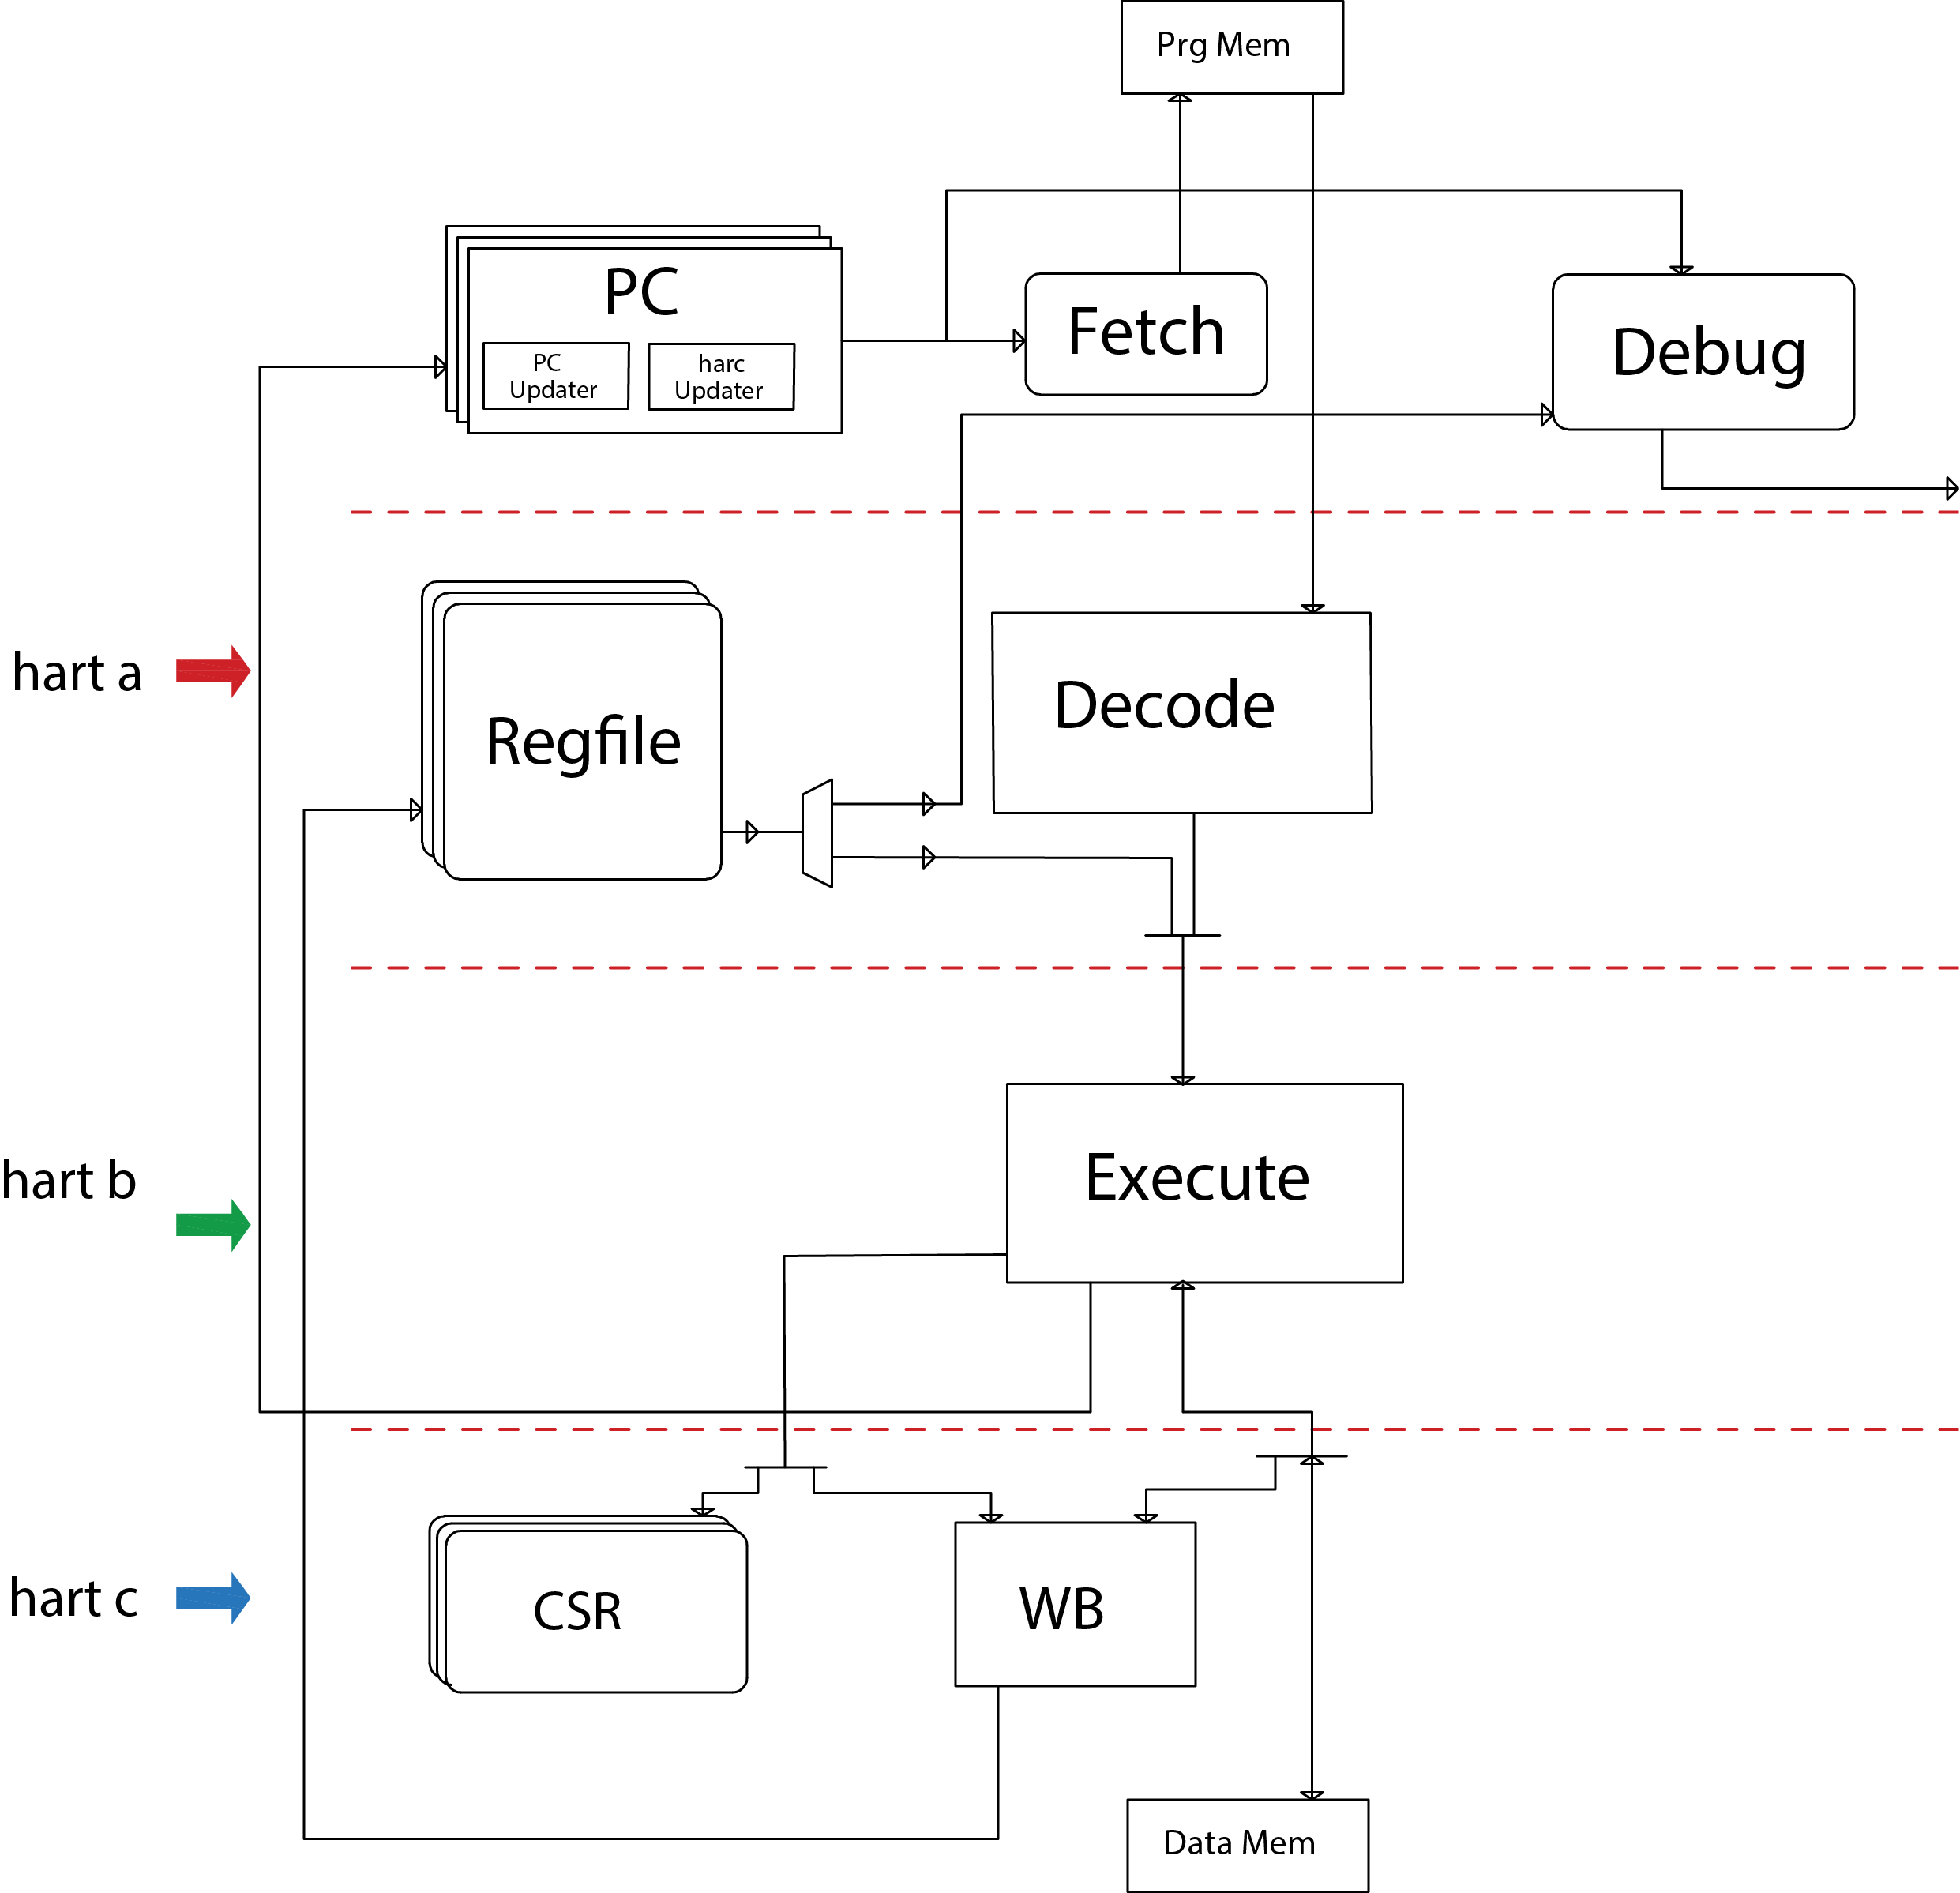 Prg Mem
PC
PC
Updater
harc
Updater
Fetch
Debug
hart a
Regfile
Decode
hart b
Execute
hart c
CSR
WB
Data Mem